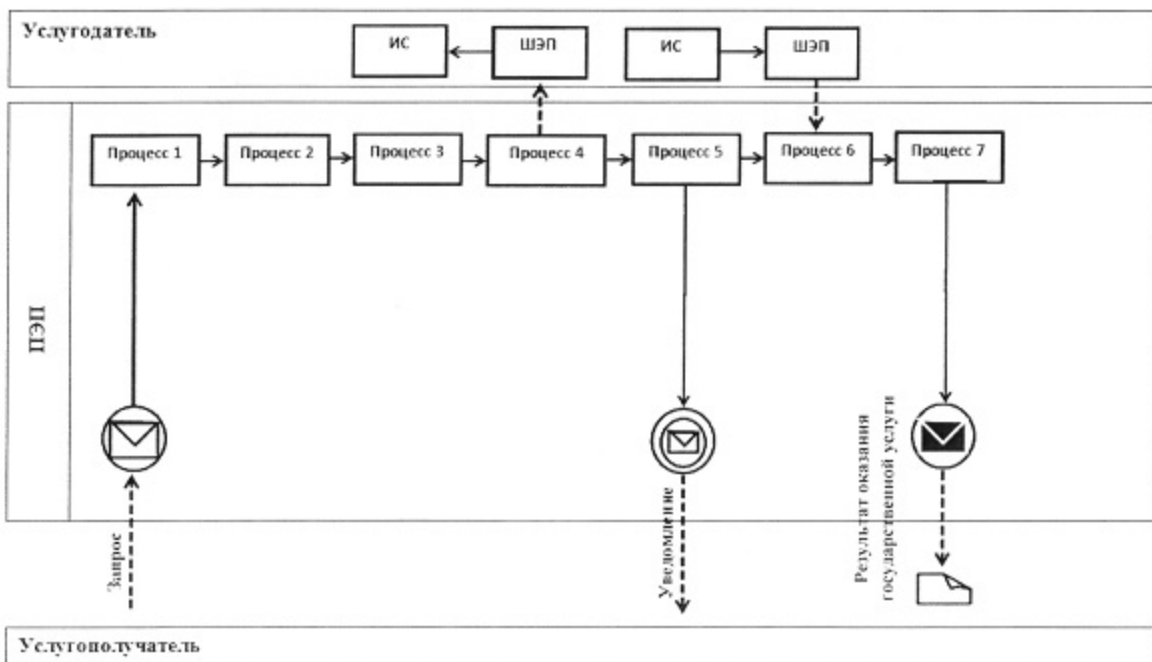 Услугодатель
ИС
ШЭП
ИС
ШЭП
Процесс 1
Процесс 2
Процесс 3
Процесс 4
Процесс 5
Процесс 6
Процесс 7
ПЭП
Запрос
Уведомление
Результат оказания
государственной услуги
Услугополучатель